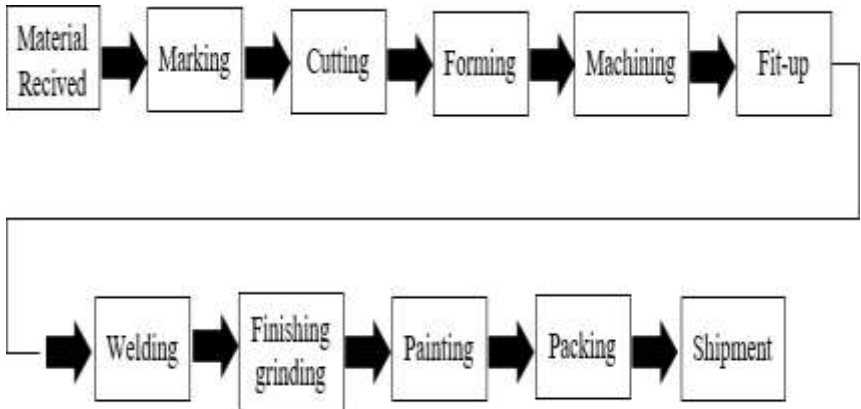 Material
Recived
Marking
Cutting
Forming
Machining
Fit-up
Welding
Finishing
grinding
Painting
Packing
Shipment